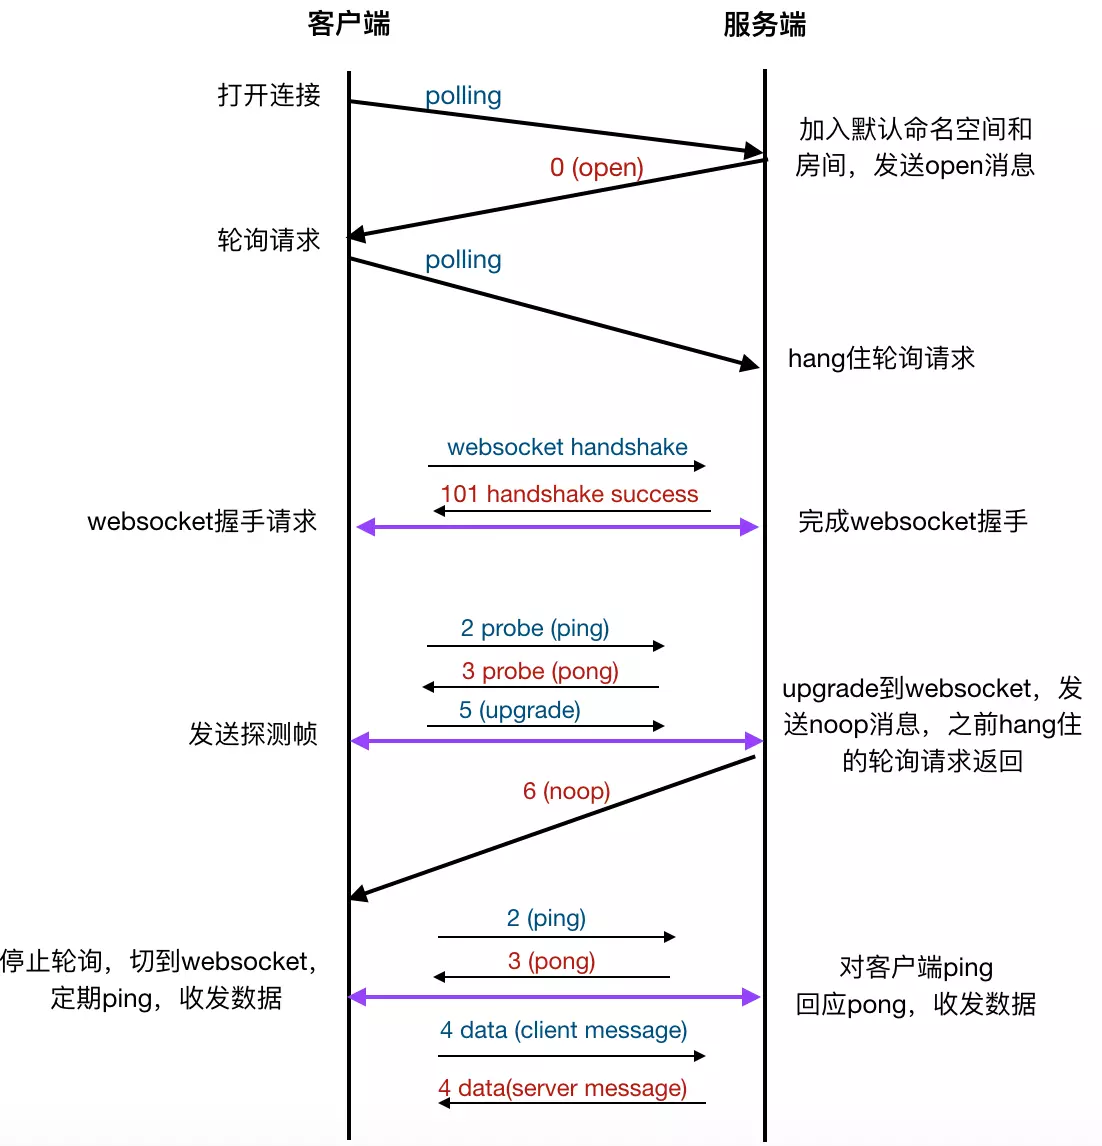 客户端
服务端
打开连接
polling
加入默认命名空间和
房间，发送open消息
0 (open)
轮询请求
polling
hang住轮询请求
websocket handshake
101 handshake success
websocket握手请求
完成websocket握手
2 probe (ping)
3 probe (pong)
5 (upgrade)
发送探测帧
upgrade到websocket，发
送noop消息，之前hang住
的轮询请求返回
6 (noop)
2 (ping)
3 (pong)
停止轮询，切到websocket，
定期ping，收发数据
对客户端ping
回应pong，收发数据
4 data (client message)
4 data(server message)